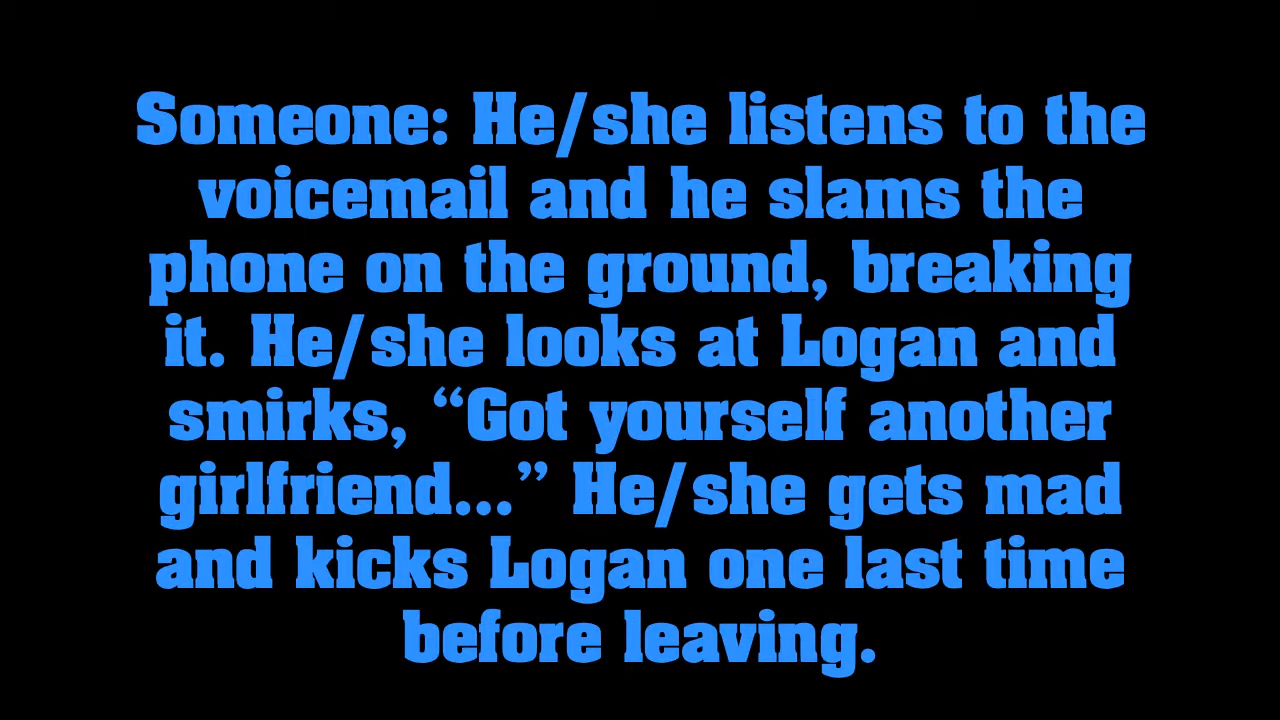 Someone: He/she listens to the
voicemail and he slams the
phone on the ground, breaking
it. He/she looks at Logan and
smirks, “Got yourself another
girlfriend...” He/she gets mad
and kicks Logan one last time
before leaving.